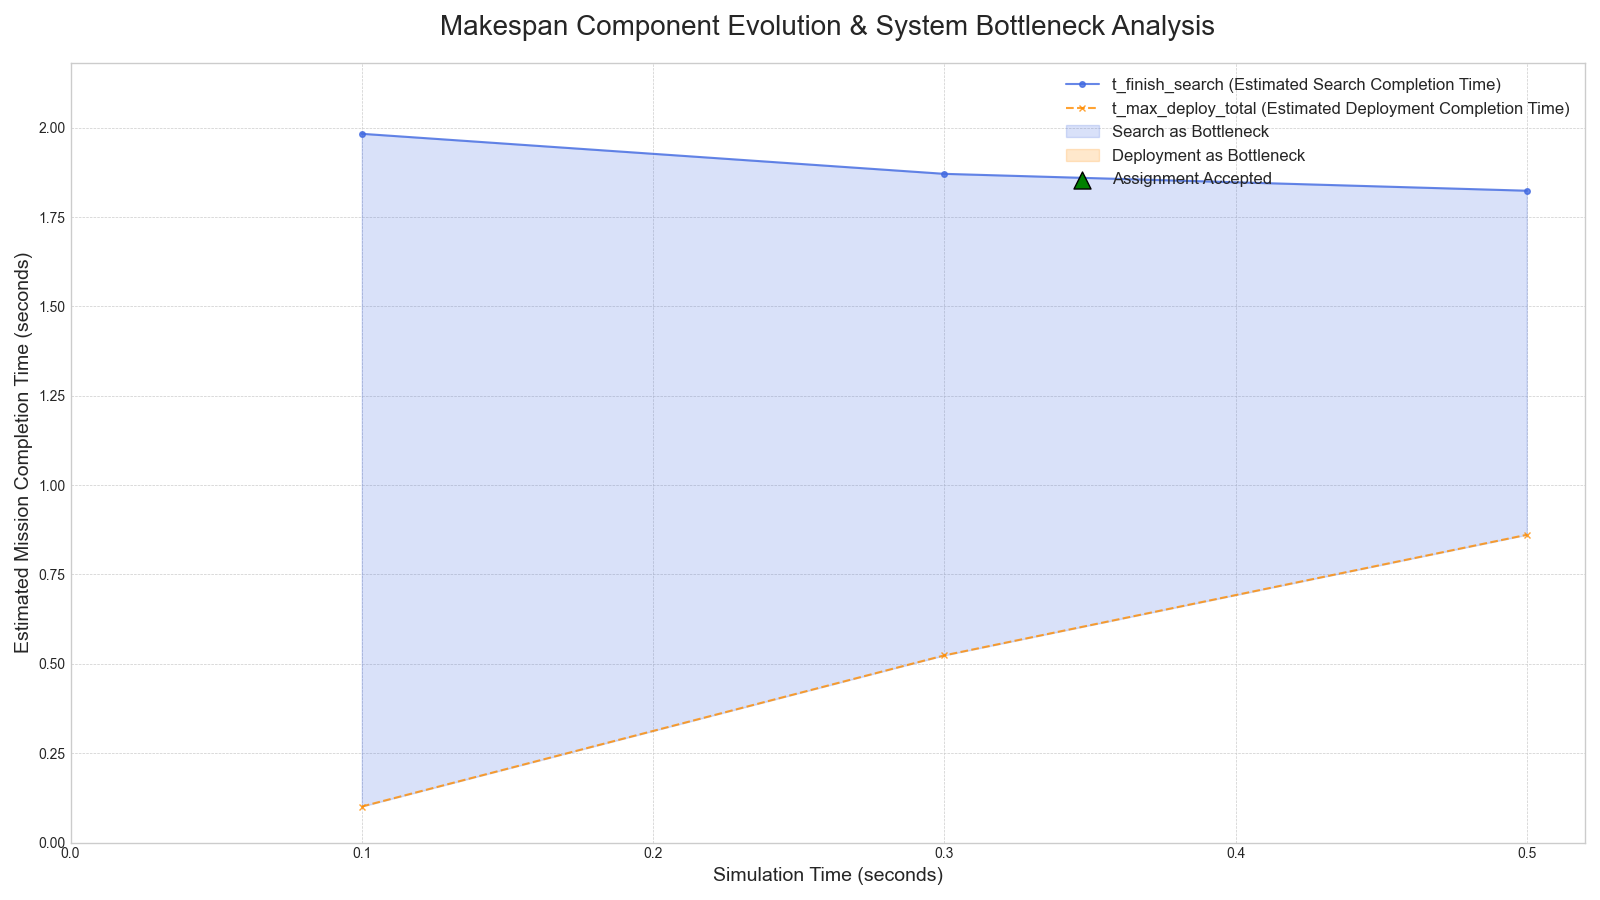 Makespan Component Evolution & System Bottleneck Analysis
t_finish_search (Estimated Search Completion Time)
t_max_deploy_total (Estimated Deployment Completion Time)
Search as Bottleneck
Deployment as Bottleneck
Assignment Accepted
Estimated Mission Completion Time (seconds)
2.00
1.75
1.50
1.25
1.00
0.75
0.50
0.25
0.00
0.0 0.1 0.2 0.3 0.4 0.5
Simulation Time (seconds)